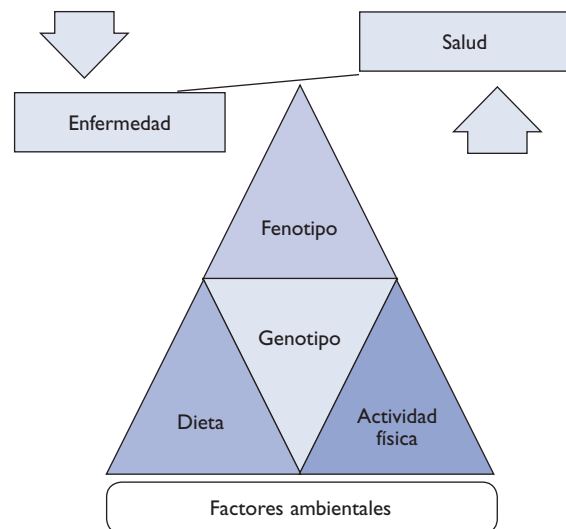 Salud
Enfermedad
Fenotipo
Genotipo
Dieta
Actividad
física
Factores ambientales